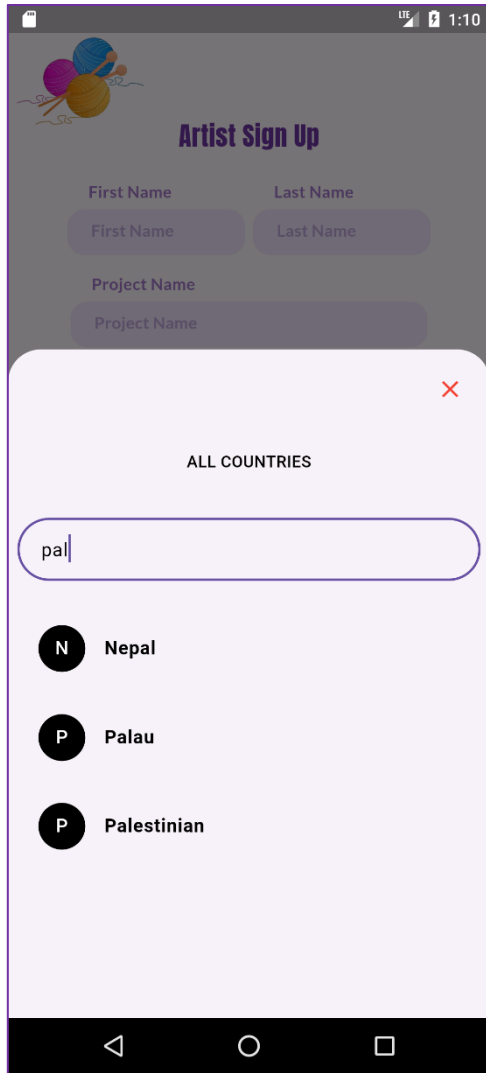 LTE 1:10
Artist Sign Up
First Name Last Name
First Name Last Name
Project Name
Project Name
ALL COUNTRIES
pal
N Nepal
P Palau
P Palestinian